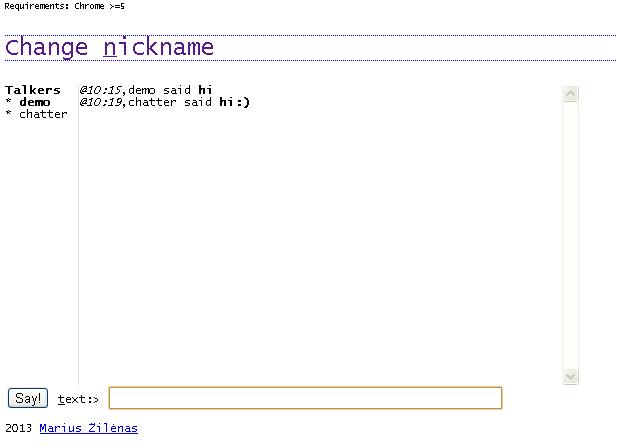 Requirements: Chrome >=5
Change nickname
Talkers
* demo
* chatter
@10:15,demo said hi
@10:19,chatter said hi:)
Say! text:>
2013 Marius Žilėnas